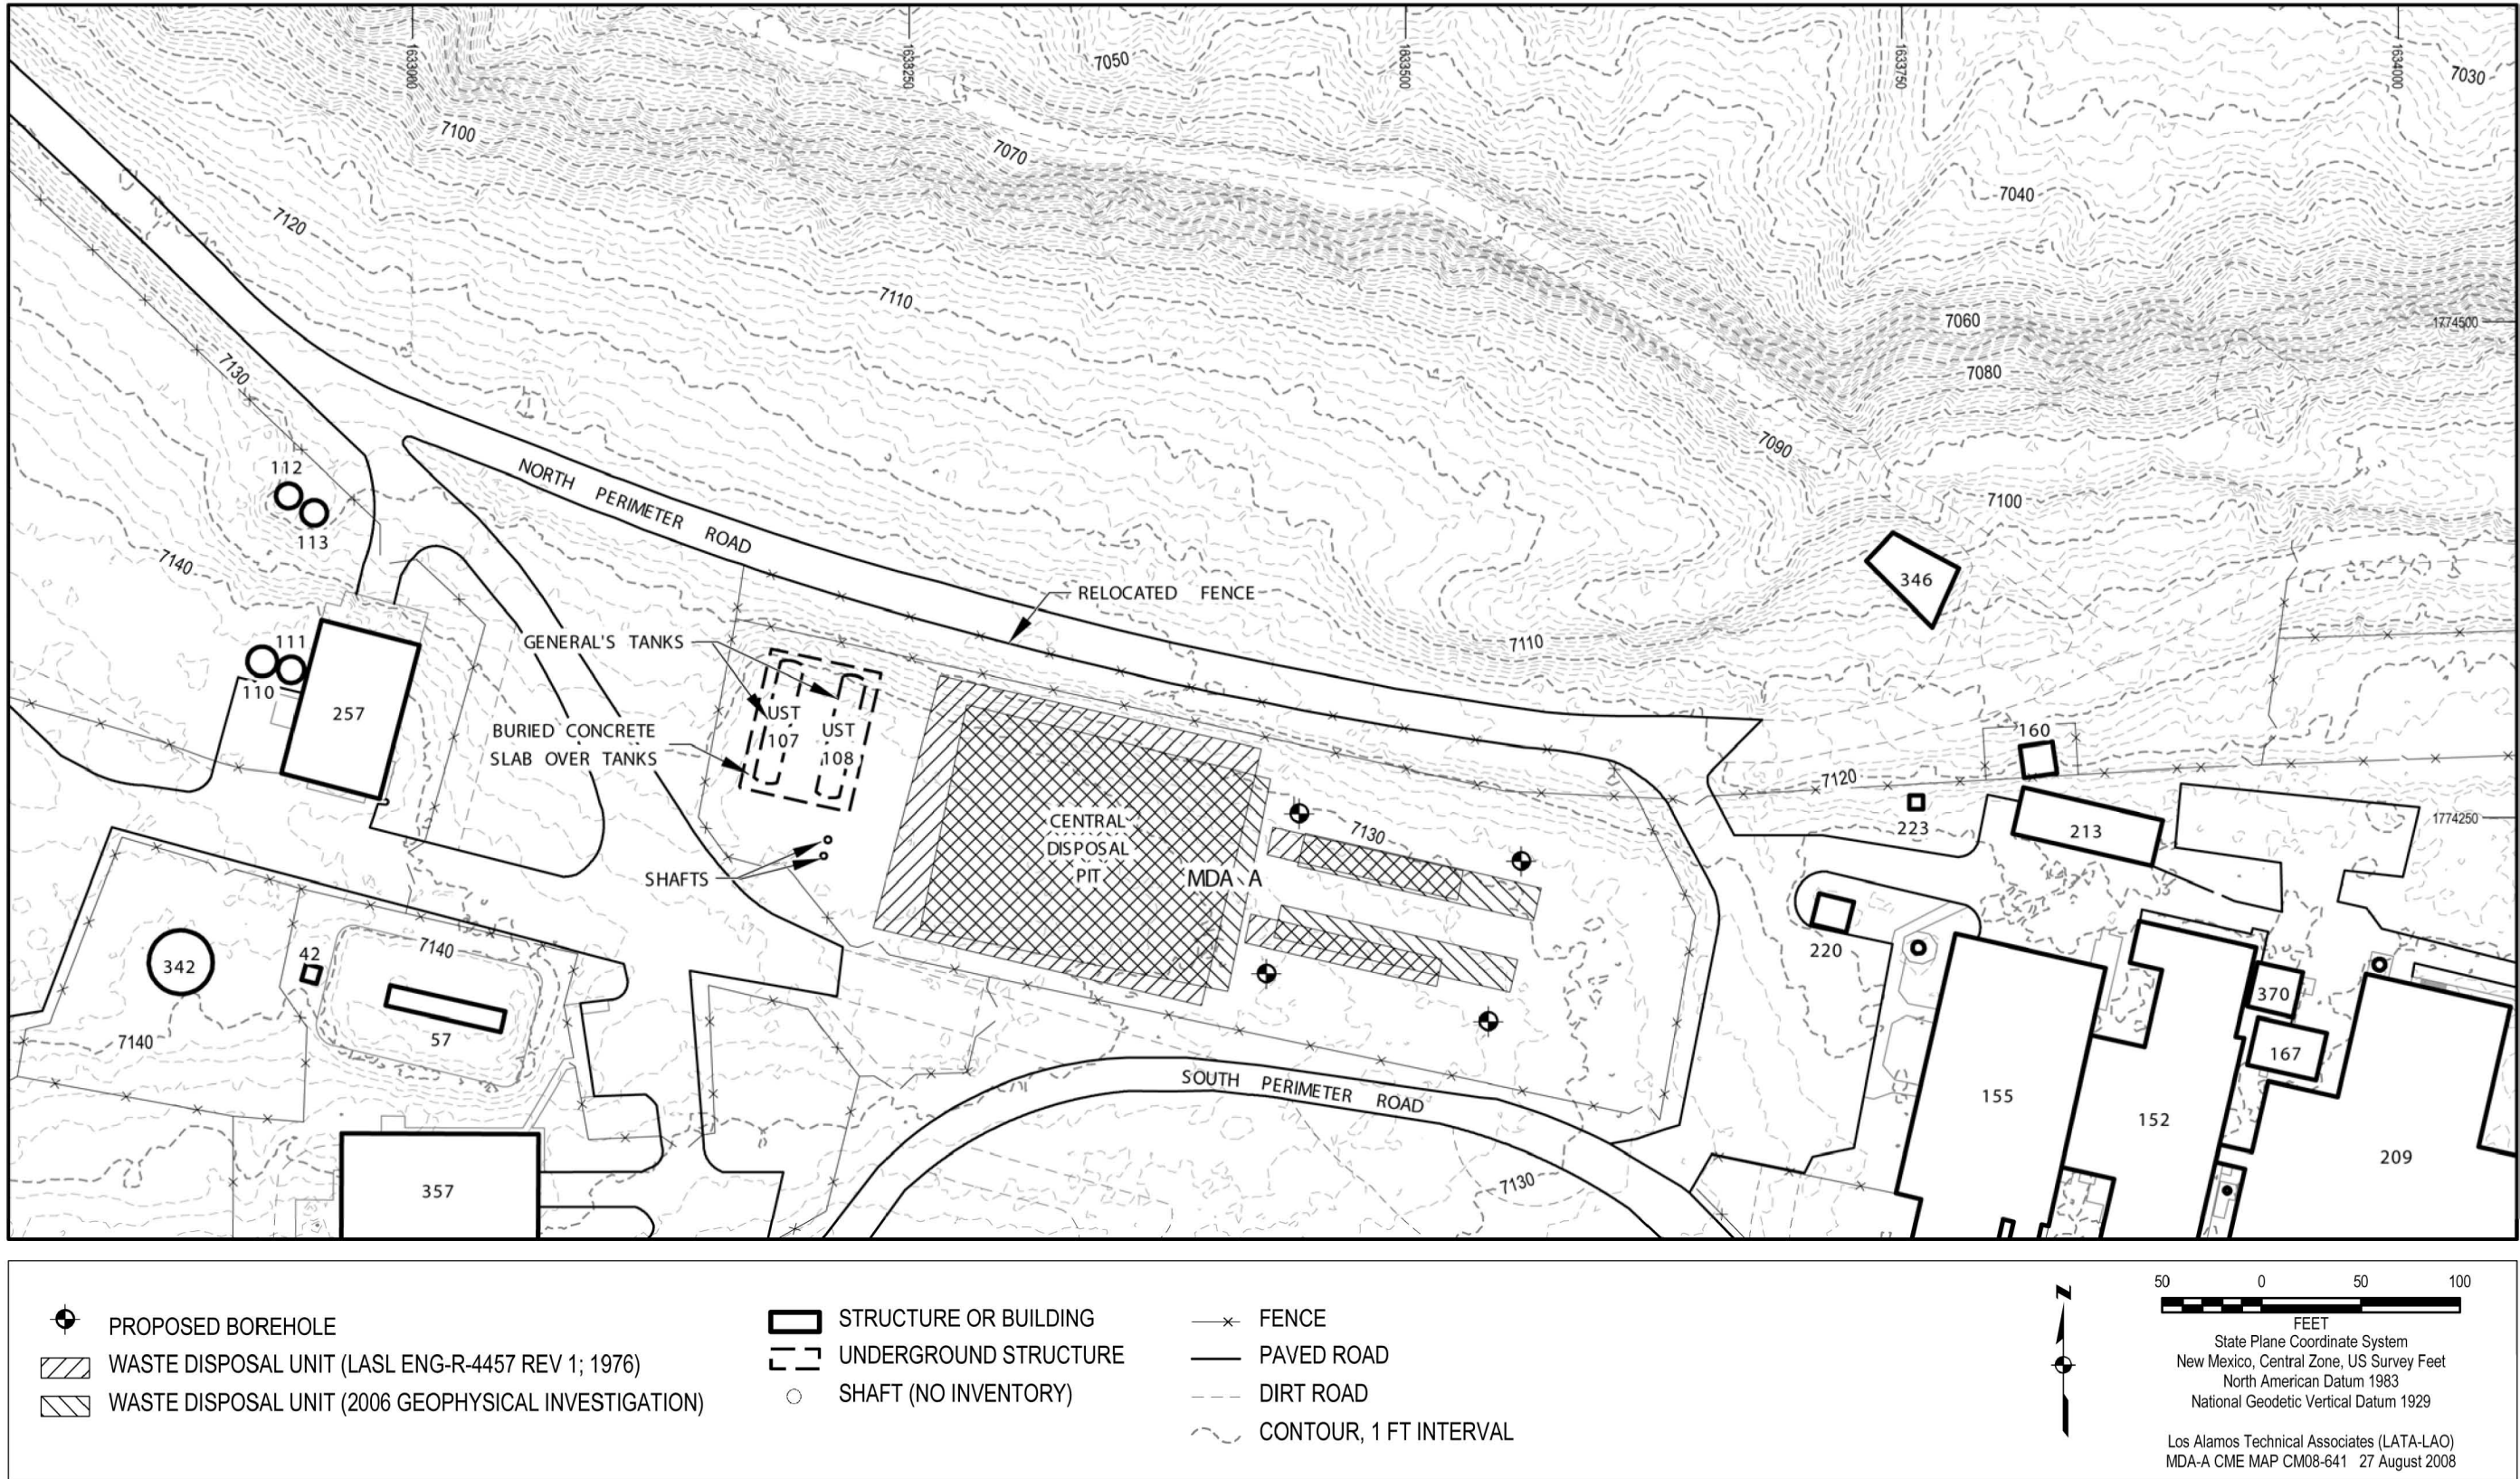 1633000
1633250
1633500
1633750
1634000
7050
7030
7100
7070
7040
7120
7110
7060
1774500
7130
7080
7090
112
NORTH PERIMETER ROAD
7100
113
7140
346
RELOCATED FENCE
111
GENERAL'S TANKS
7110
110
257
UST
107
UST
108
BURIED CONCRETE
SLAB OVER TANKS
160
7120
CENTRAL
DISPOSAL
PIT
7130
223
213
1774250
SHAFTS
MDA A
7140
42
342
220
370
57
7140
167
SOUTH PERIMETER ROAD
155
152
209
357
7130
PROPOSED BOREHOLE
WASTE DISPOSAL UNIT (LASL ENG-R-4457 REV 1; 1976)
WASTE DISPOSAL UNIT (2006 GEOPHYSICAL INVESTIGATION)
STRUCTURE OR BUILDING
UNDERGROUND STRUCTURE
SHAFT (NO INVENTORY)
FENCE
PAVED ROAD
DIRT ROAD
CONTOUR, 1 FT INTERVAL
N
50 0 50 100
FEET
State Plane Coordinate System
New Mexico, Central Zone, US Survey Feet
North American Datum 1983
National Geodetic Vertical Datum 1929
Los Alamos Technical Associates (LATA-LAO)
MDA-A CME MAP CM08-641 27 August 2008